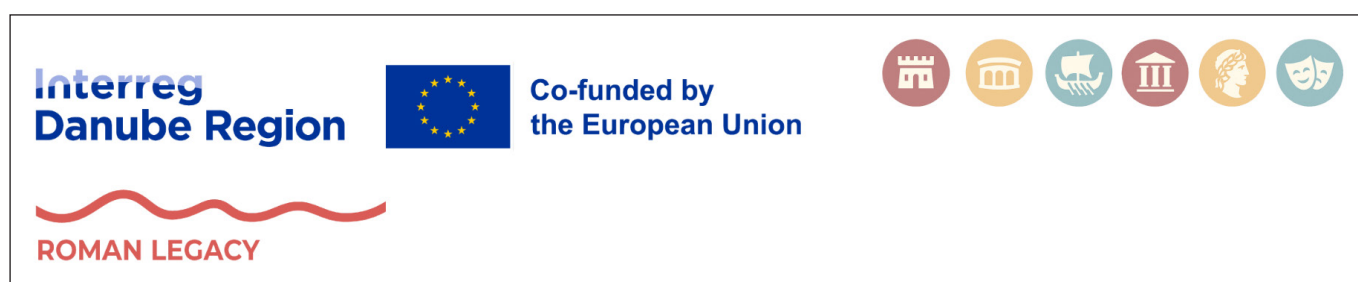 Interreg
Danube Region
Co-funded by
the European Union
ROMAN LEGACY